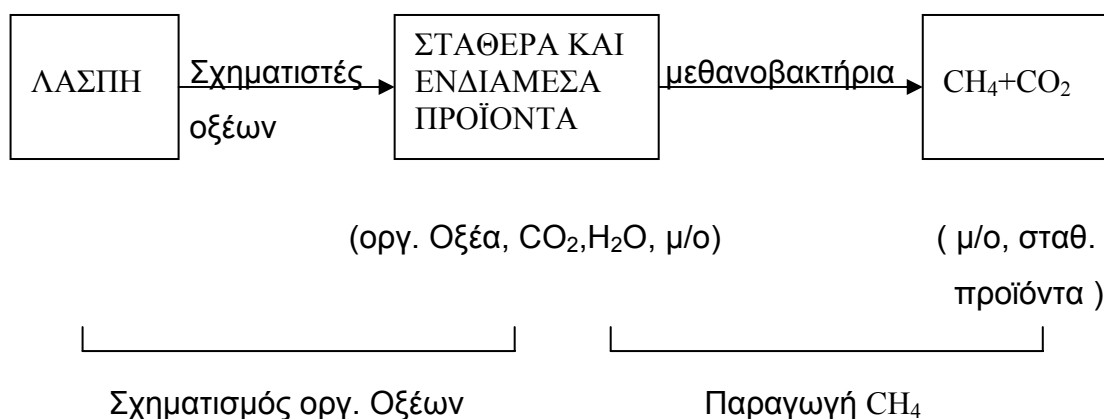 ΛΑΣΠΗ
Σχηματιστές
οξέων
ΣΤΑΘΕΡΑ ΚΑΙ
ΕΝΔΙΑΜΕΣΑ
ΠΡΟΪΟΝΤΑ
μεθανοβακτήρια
CH₄+CO₂
(οργ. Οξέα, CO₂,H₂O, μ/ο)
( μ/ο, σταθ.
προϊόντα )
Σχηματισμός οργ. Οξέων
Παραγωγή CH₄